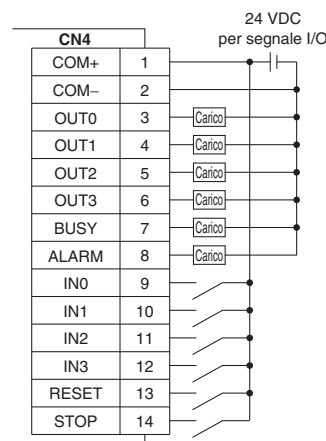 24 VDC
per segnale I/O
CN4
COM+ 1
COM− 2
OUT0 3 Carico
OUT1 4 Carico
OUT2 5 Carico
OUT3 6 Carico
BUSY 7 Carico
ALARM 8 Carico
IN0 9
IN1 10
IN2 11
IN3 12
RESET 13
STOP 14